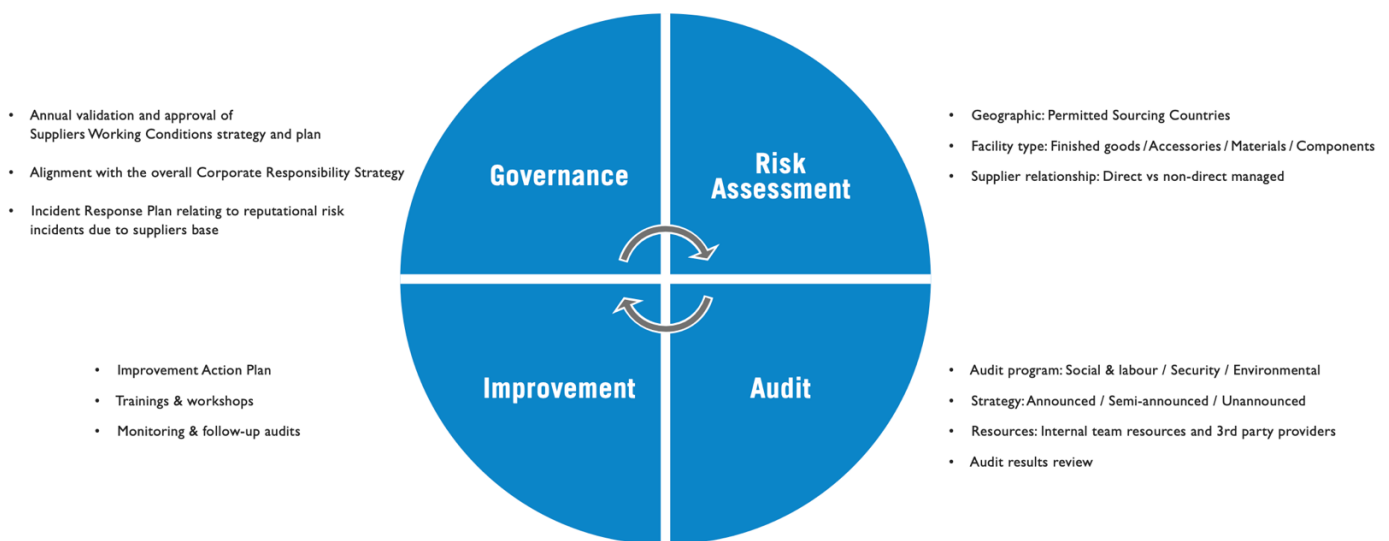 Governance
• Annual validation and approval of
Suppliers Working Conditions strategy and plan
• Alignment with the overall Corporate Responsibility Strategy
• Incident Response Plan relating to reputational risk
incidents due to suppliers base
Risk
Assessment
• Geographic: Permitted Sourcing Countries
• Facility type: Finished goods / Accessories / Materials / Components
• Supplier relationship: Direct vs non-direct managed
Improvement
• Improvement Action Plan
• Trainings & workshops
• Monitoring & follow-up audits
Audit
• Audit program: Social & labour / Security / Environmental
• Strategy: Announced / Semi-announced / Unannounced
• Resources: Internal team resources and 3rd party providers
• Audit results review